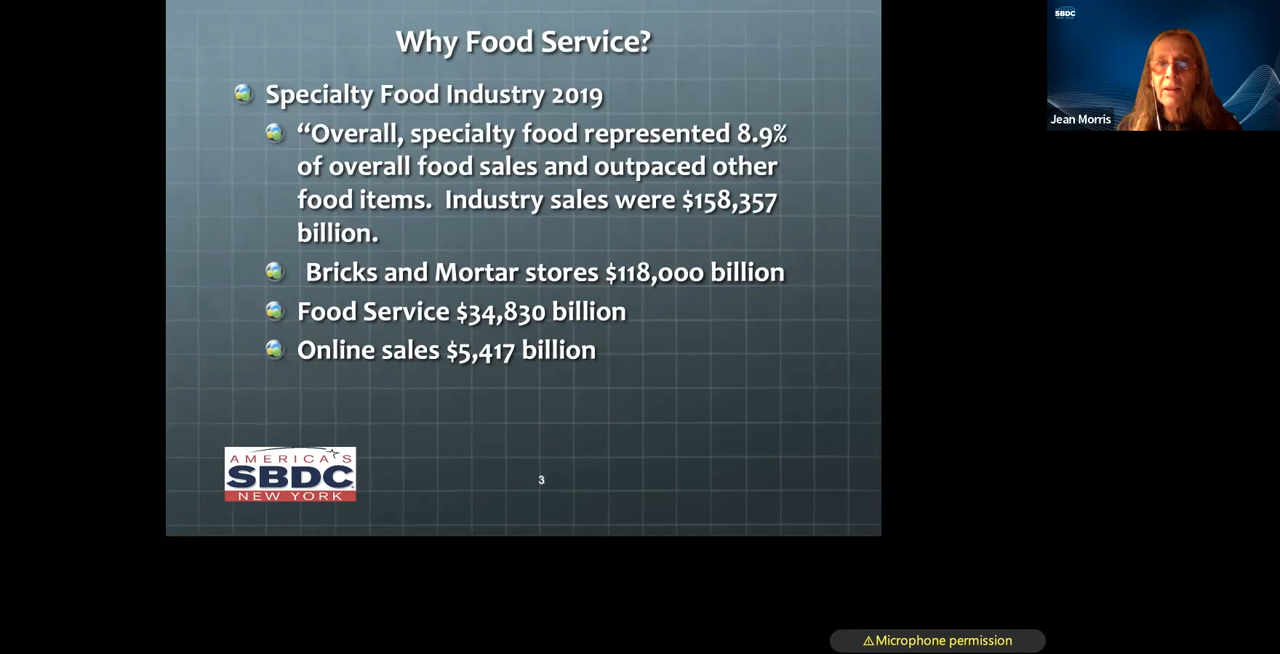 Why Food Service?
Specialty Food Industry 2019
“Overall, specialty food represented 8.9%
of overall food sales and outpaced other
food items.  Industry sales were $158,357
billion.
Bricks and Mortar stores $118,000 billion
Food Service $34,830 billion
Online sales $5,417 billion
AMERICA'S
SBDC
NEW YORK
3
SBDC
NEW YORK
Jean Morris
Microphone permission